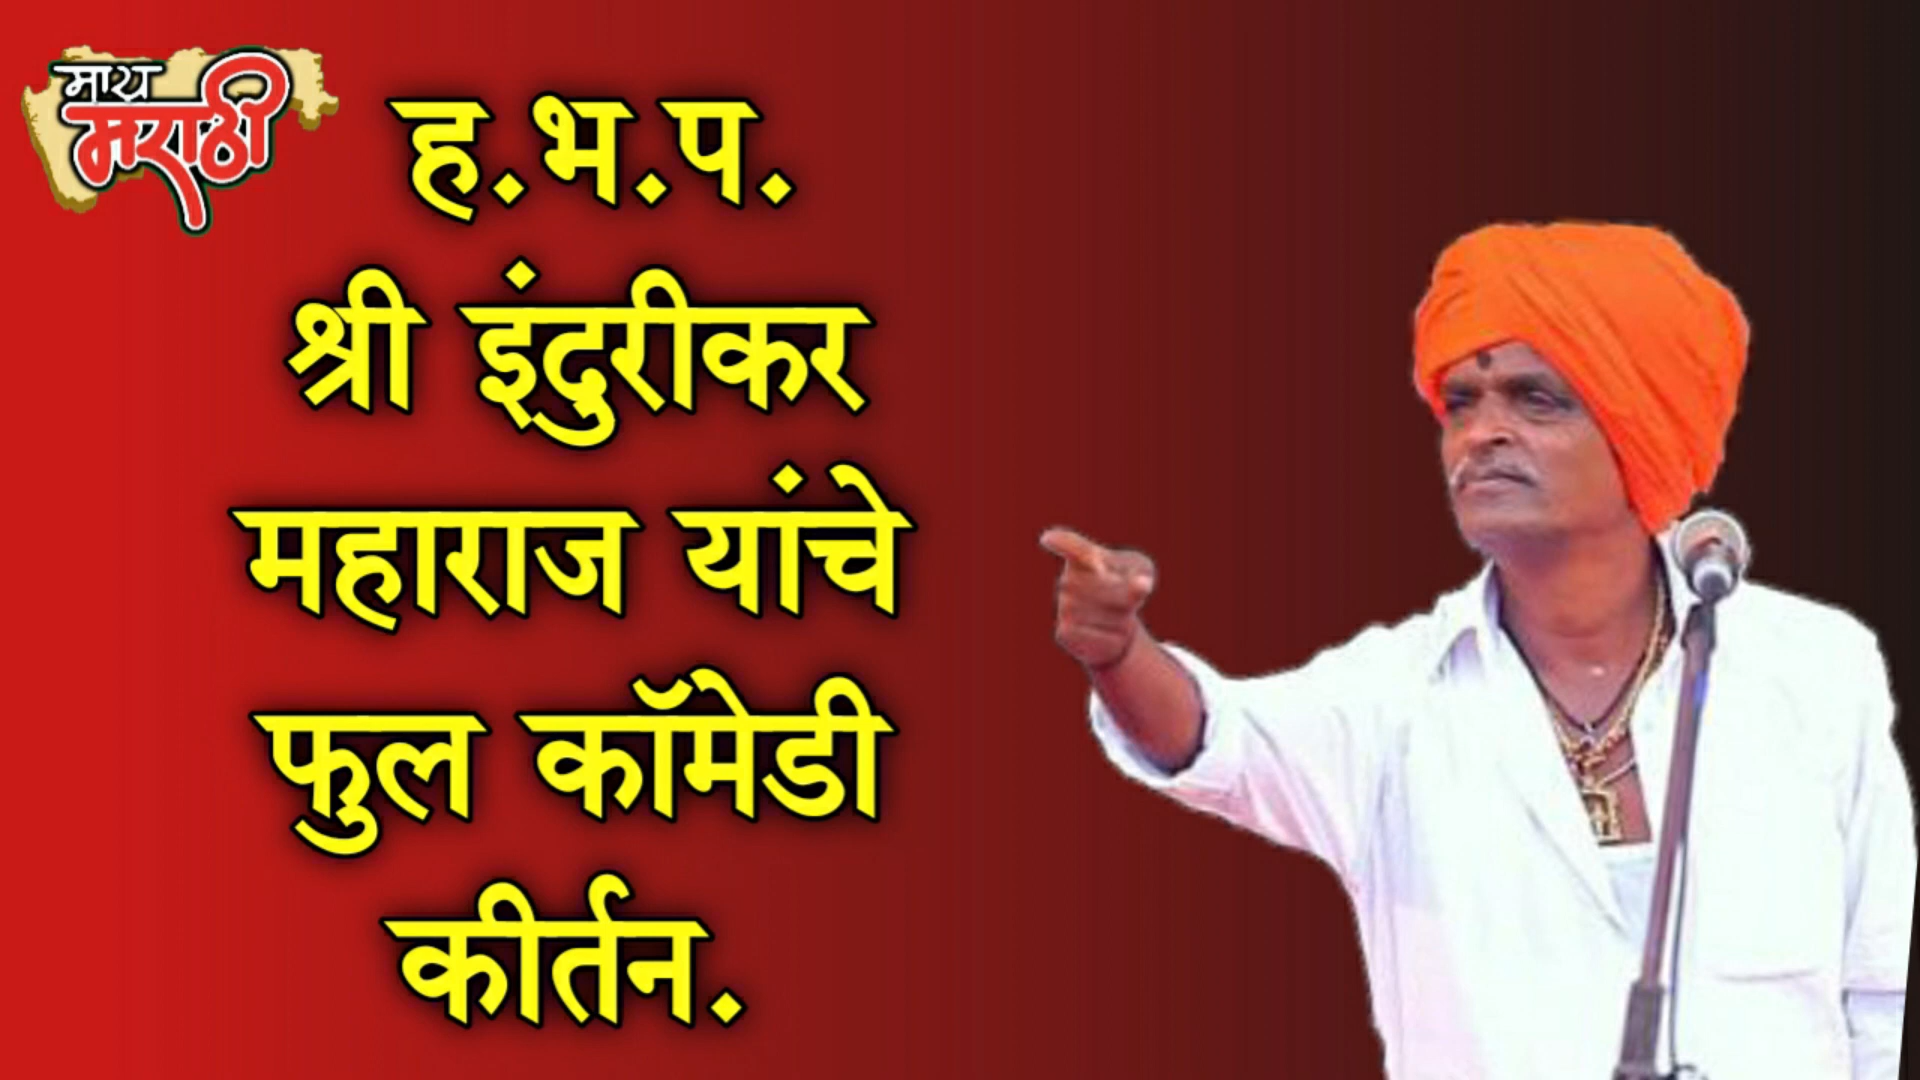 माय
मराठी
ह.भ.प.
श्री इंदुरीकर
महाराज यांचे
फुल कॉमेडी
कीर्तन.